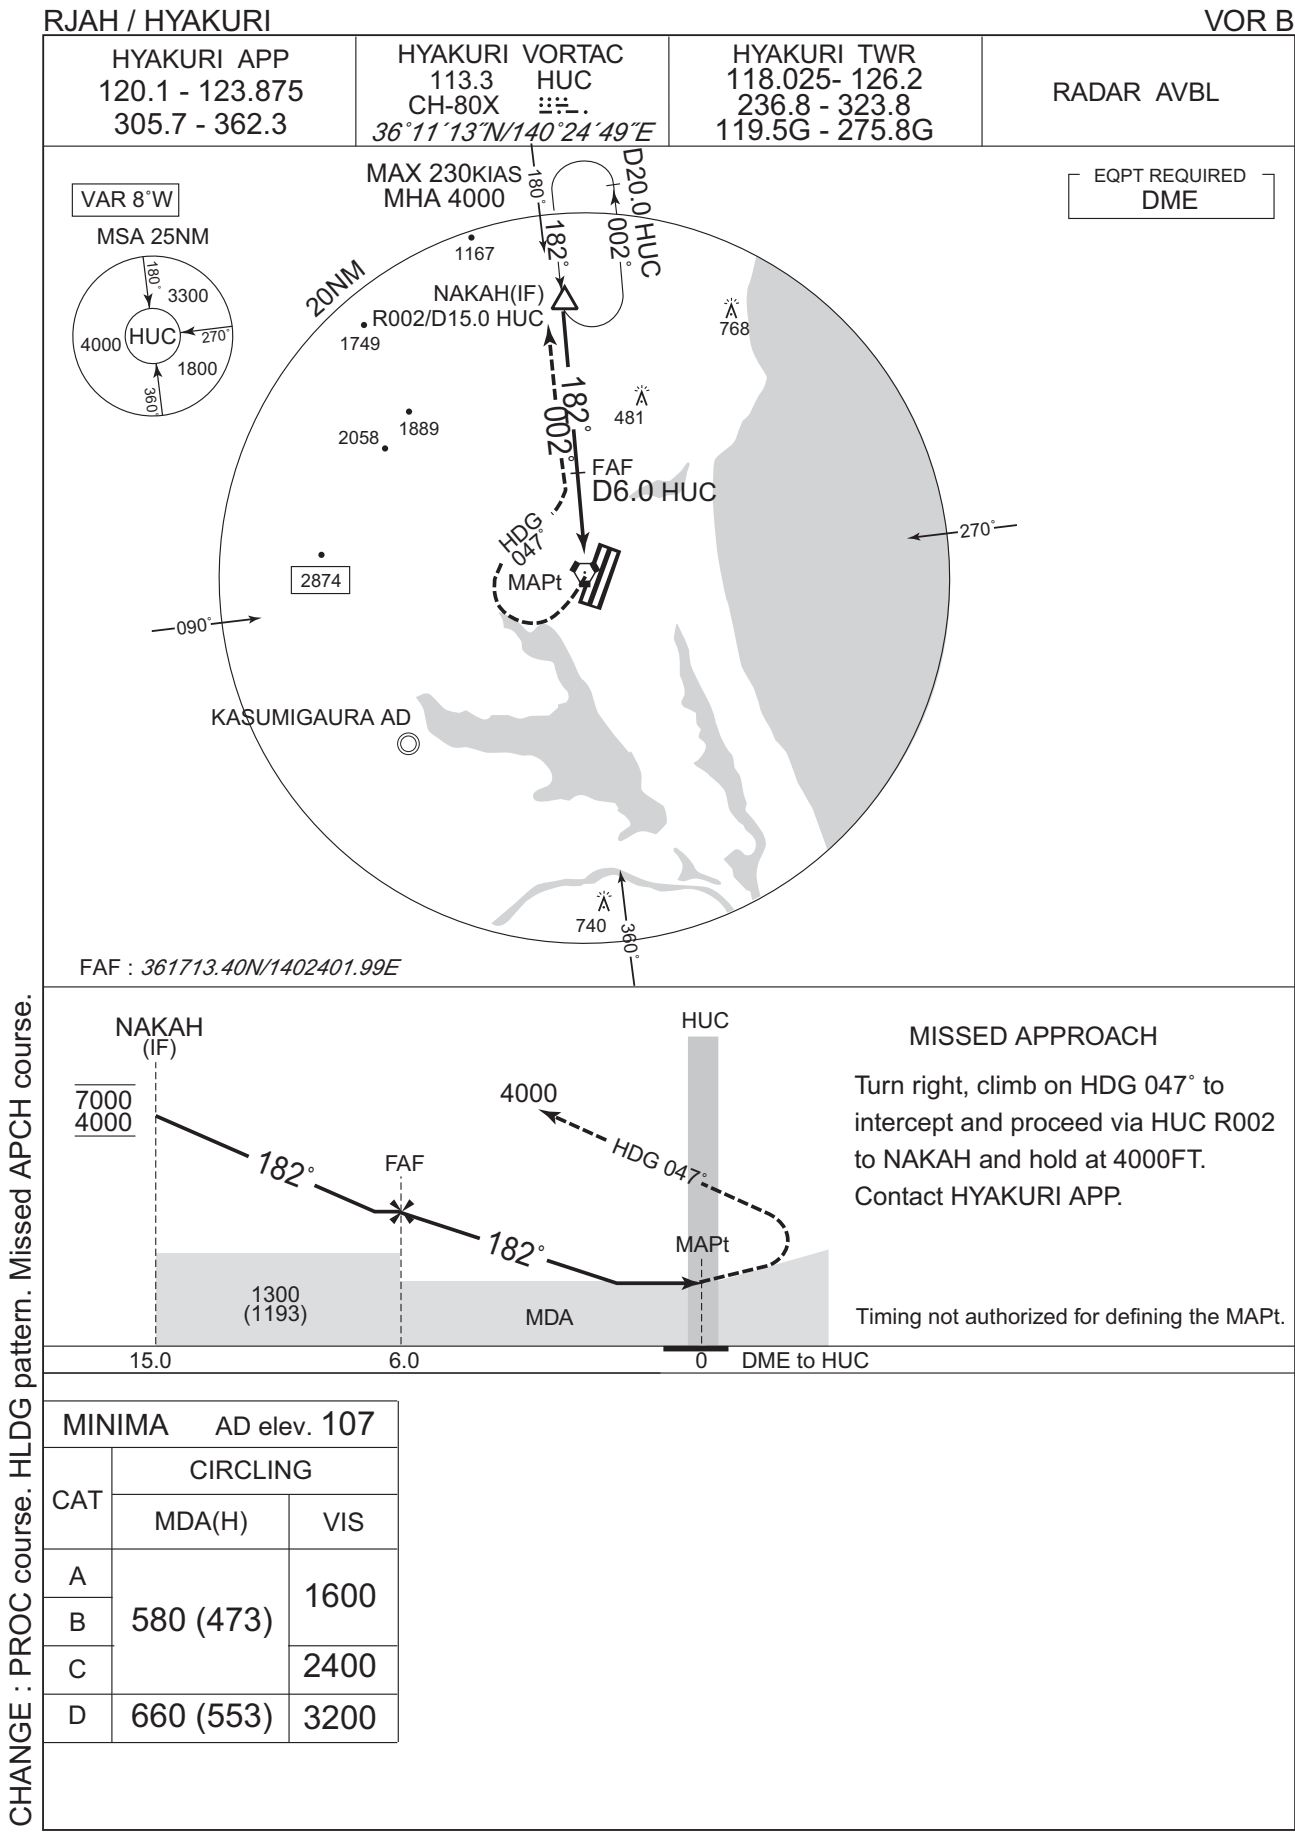 RJAH / HYAKURI
VOR B
HYAKURI APP
120.1 - 123.875
305.7 - 362.3
HYAKURI VORTAC
113.3 HUC
CH-80X
36°11´13˝N/140°24´49˝E
HYAKURI TWR
118.025- 126.2
236.8 - 323.8
119.5G - 275.8G
RADAR AVBL
EQPT REQUIRED
DME
VAR 8°W
MSA 25NM
180°
3300
HUC
270°
4000
1800
360°
MAX 230KIAS
MHA 4000
180°
182°
D20.0 HUC
002°
1167
20NM
NAKAH(IF)
R002/D15.0 HUC
1749
768
182°
002°
481
1889
2058
FAF
D6.0 HUC
HDG
047°
MAPt
270°
2874
090°
KASUMIGAURA AD
740
360°
FAF : 361713.40N/1402401.99E
NAKAH
(IF)
7000
4000
182°
FAF
182°
4000
HDG 047°
HUC
MAPt
1300
(1193)
MDA
15.0
6.0
0
DME to HUC
MISSED APPROACH
Turn right, climb on HDG 047° to
intercept and proceed via HUC R002
to NAKAH and hold at 4000FT.
Contact HYAKURI APP.
Timing not authorized for defining the MAPt.
MINIMA AD elev. 107
CAT
CIRCLING
MDA(H)
VIS
A
B
C
D
580 (473)
660 (553)
1600
2400
3200
CHANGE : PROC course. HLDG pattern. Missed APCH course.